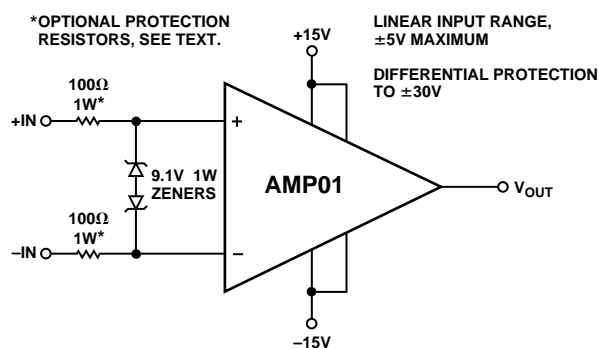 *OPTIONAL PROTECTION
RESISTORS, SEE TEXT.
+15V
LINEAR INPUT RANGE,
±5V MAXIMUM
DIFFERENTIAL PROTECTION
TO ±30V
100Ω
1W*
+IN
+
9.1V 1W
ZENERS
AMP01
VOUT
100Ω
1W*
–IN
–
–15V